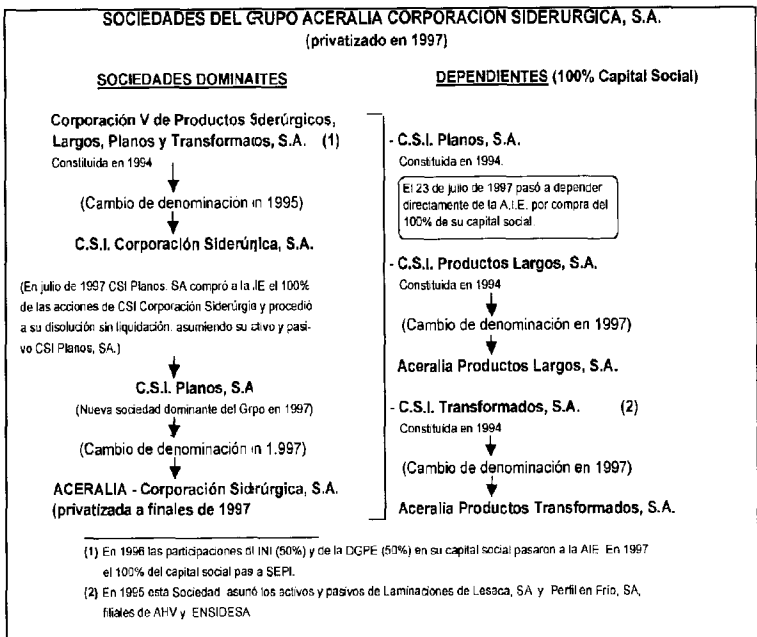 SOCIEDADES DEL GRUPO ACERALIA CORPORACION SIDERURGICA, S.A.
(privatizado en 1997)
SOCIEDADES DOMINAITES
Corporación V de Productos Sderúrgicos,
Largos, Planos y Transformacos, S.A. (1)
Constituida en 1994
(Cambio de denominación in 1995)
C.S.I. Corporación Siderúrgica, S.A.
(En julio de 1997 CSI Planos. SA compró a la JE el 100%
de las acciones de CSI Corporación Siderúrgie y procedió
a su disolución sin liquidación. asumiendo su ctivo y pasi-
vo CSI Planos, SA.)
C.S.I. Planos, S.A
(Nueva sociedad dominante del Grpo en 1997)
(Cambio de denominación in 1.997)
ACERALIA - Corporación Sidrúrgica, S.A.
(privatizada a finales de 1997
DEPENDIENTES (100% Capital Social)
- C.S.I. Planos, S.A.
Constituida en 1994.
El 23 de julio de 1997 pasó a depender
directamente de la A.I.E. por compra del
100% de su capital social.
- C.S.I. Productos Largos, S.A.
Constituida en 1994
(Cambio de denominación en 1997)
Aceralia Productos Largos, S.A.
- C.S.I. Transformados, S.A. (2)
Constituida en 1994
(Cambio de denominación en 1997)
Aceralia Productos Transformados, S.A.
(1) En 1996 las participaciones dl INI (50%) y de la DGPE (50%) en su capital social pasaron a la AIE En 1997
el 100% del capital social pas a SEPI.
(2) En 1995 esta Sociedad asunó los activos y pasivos de Laminaciones de Lesaca, SA y Perfil en Frío, SA,
filiales de AHV y ENSIDESA